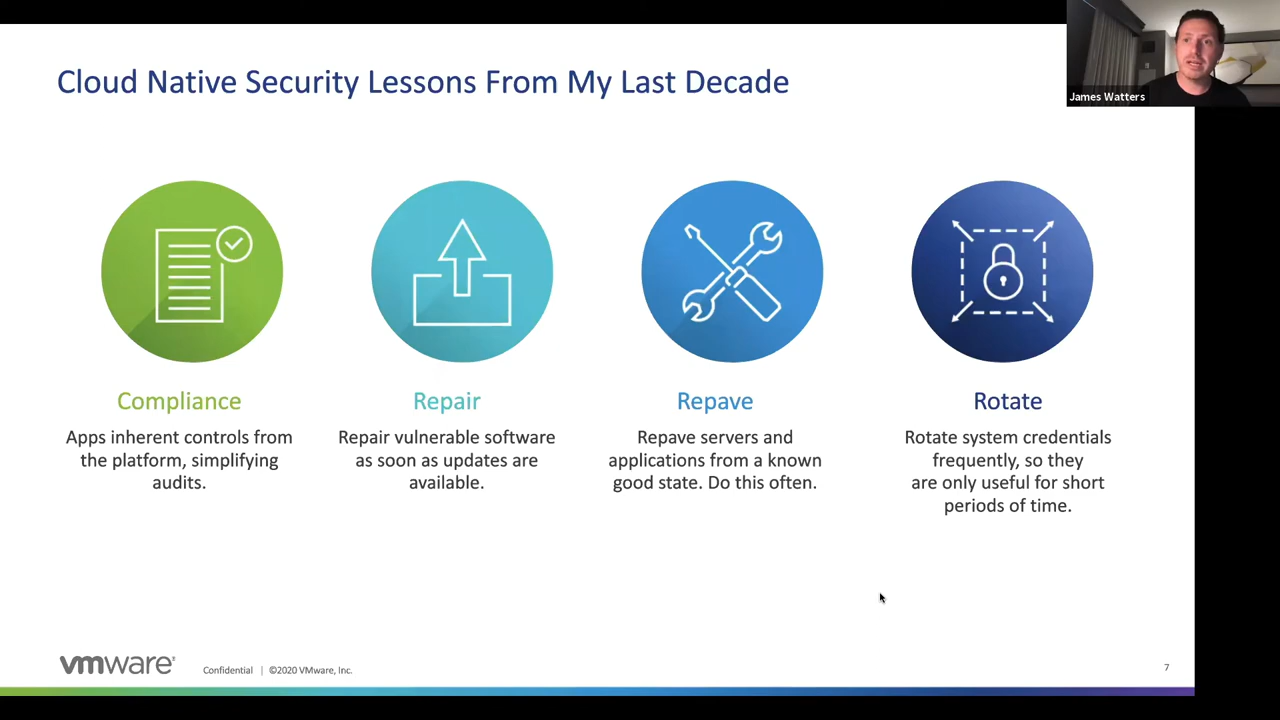 Cloud Native Security Lessons From My Last Decade
James Watters
Compliance
Apps inherent controls from
the platform, simplifying
audits.
Repair
Repair vulnerable software
as soon as updates are
available.
Repave
Repave servers and
applications from a known
good state. Do this often.
Rotate
Rotate system credentials
frequently, so they
are only useful for short
periods of time.
vmware®
Confidential | ©2020 VMware, Inc.
7